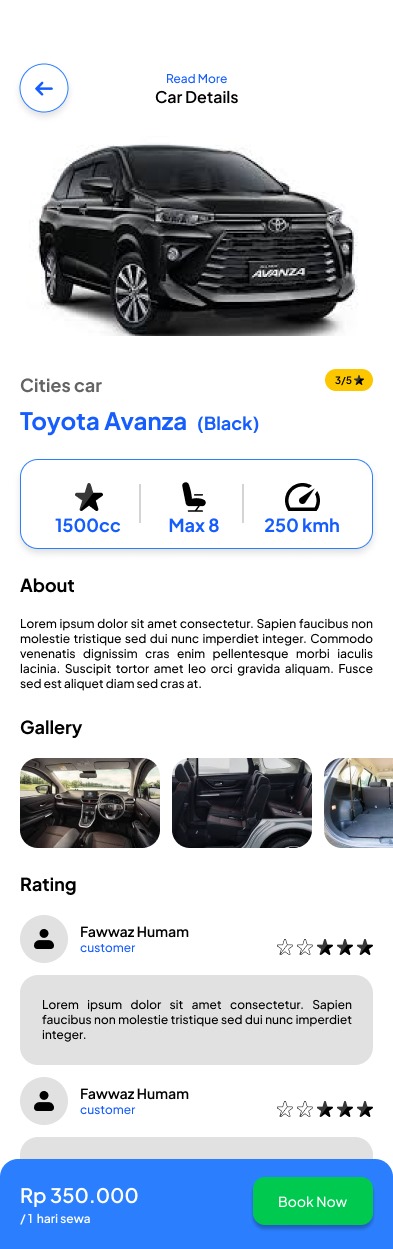 Read More
Car Details
AVANZA
Cities car
3/5
Toyota Avanza (Black)
1500cc
Max 8
250 kmh
About
Lorem ipsum dolor sit amet consectetur. Sapien faucibus non
molestie tristique sed dui nunc imperdiet integer. Commodo
venenatis dignissim cras enim pellentesque morbi iaculis
lacinia. Suscipit tortor amet leo orci gravida aliquam. Fusce
sed est aliquet diam sed cras at.
Gallery
Rating
Fawwaz Humam
customer
Lorem ipsum dolor sit amet consectetur. Sapien
faucibus non molestie tristique sed dui nunc imperdiet
integer.
Fawwaz Humam
customer
Rp 350.000
/ 1 hari sewa
Book Now